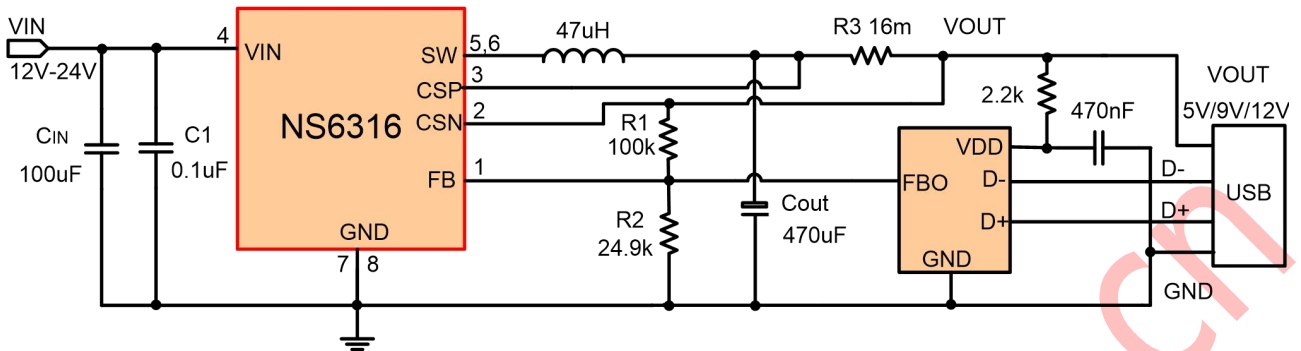 VIN
12V-24V
CIN
100uF
C1
0.1uF
4
VIN
NS6316
SW
5,6
CSP
3
CSN
2
FB
1
GND
7
8
47uH
R3 16m
VOUT
R1
100k
R2
24.9k
Cout
470uF
2.2k
470nF
VDD
FBO
D-
D+
GND
VOUT
5V/9V/12V
D-
D+
USB
GND
cn